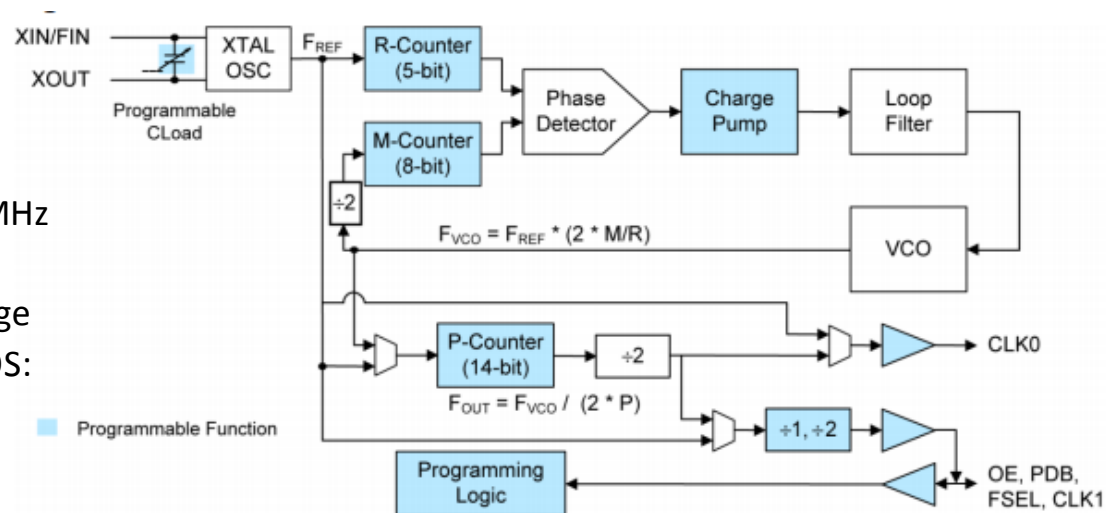 XIN/FIN
XOUT
Programmable
CLoad
XTAL
OSC
FREF
R-Counter
(5-bit)
M-Counter
(8-bit)
÷2
Phase
Detector
Charge
Pump
Loop
Filter
MHz
FVCO = FREF * (2 * M/R)
VCO
ge
OS:
P-Counter
(14-bit)
÷2
CLK0
FOUT = FVCO / (2 * P)
Programmable Function
÷1, ÷2
Programming
Logic
OE, PDB,
FSEL, CLK1